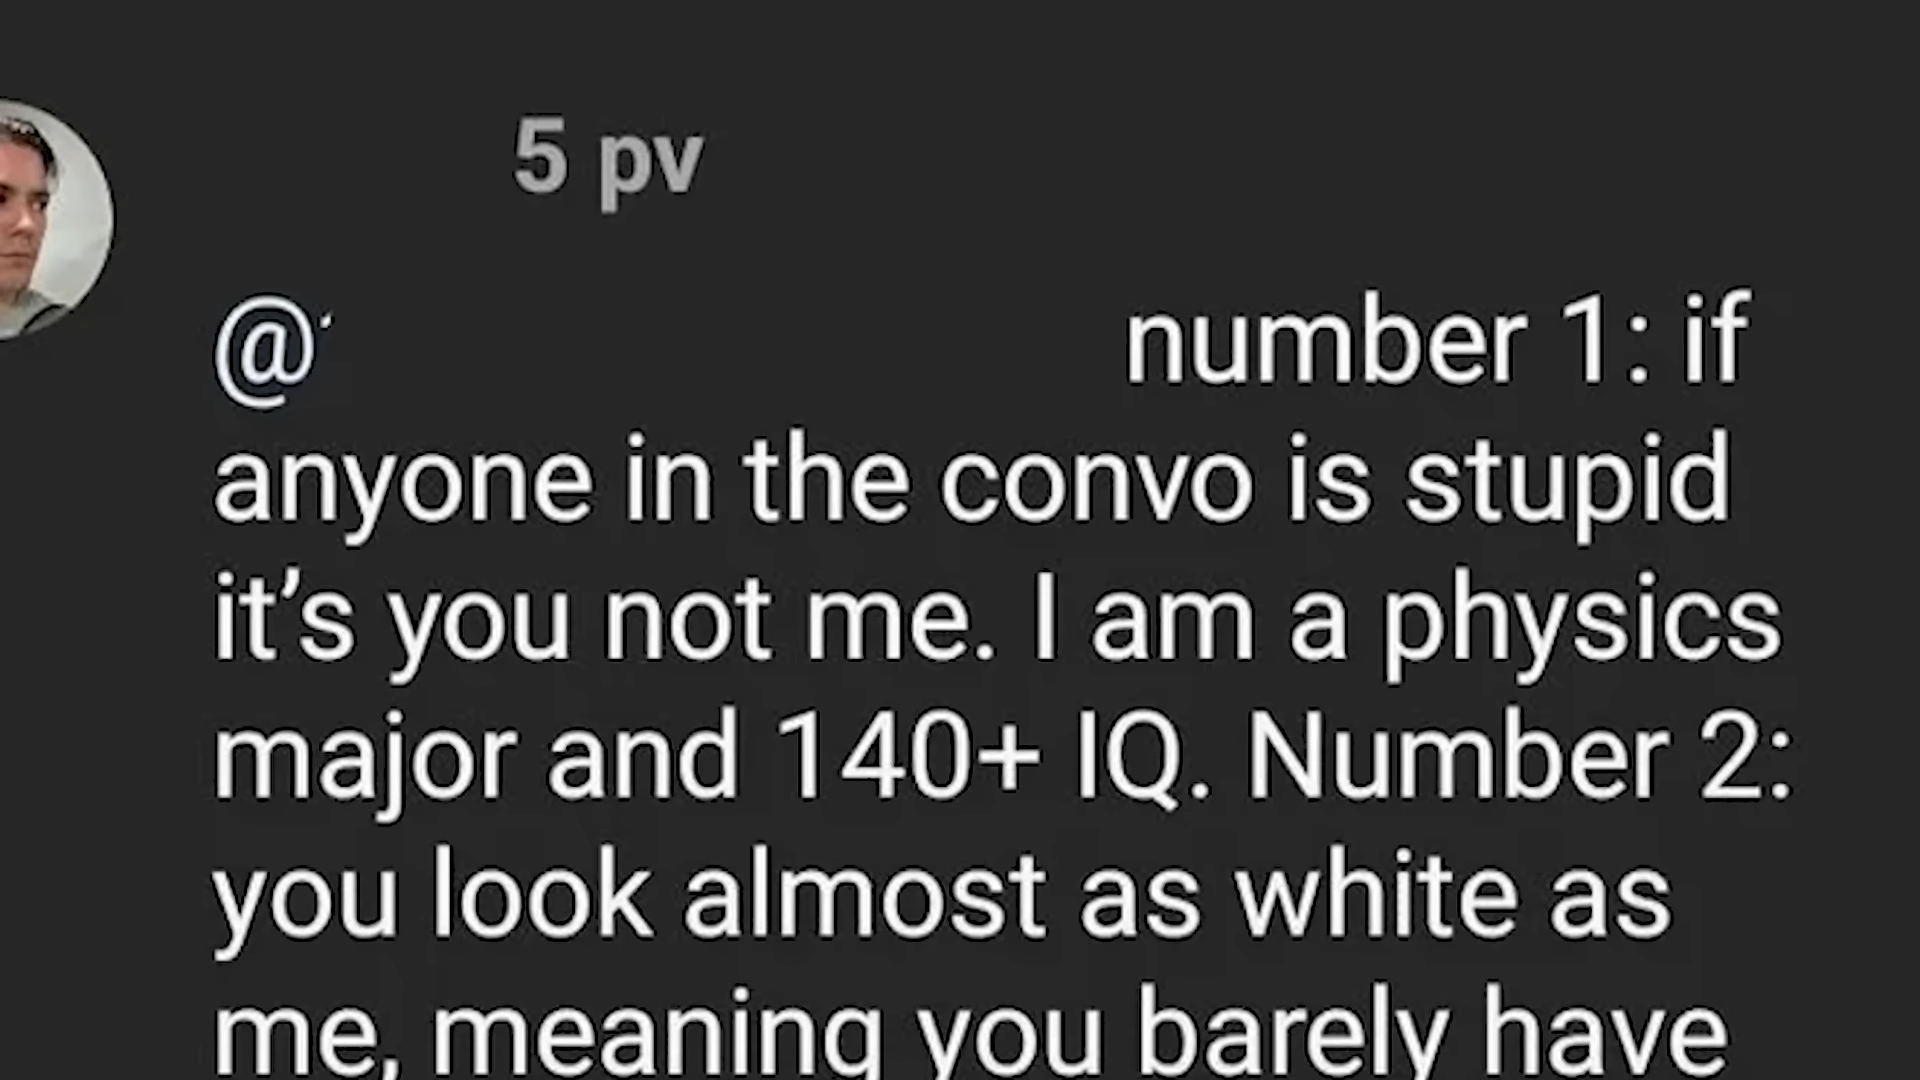 5 pv
@ number 1: if
anyone in the convo is stupid
it’s you not me. I am a physics
major and 140+ IQ. Number 2:
you look almost as white as
me, meaning you barely have